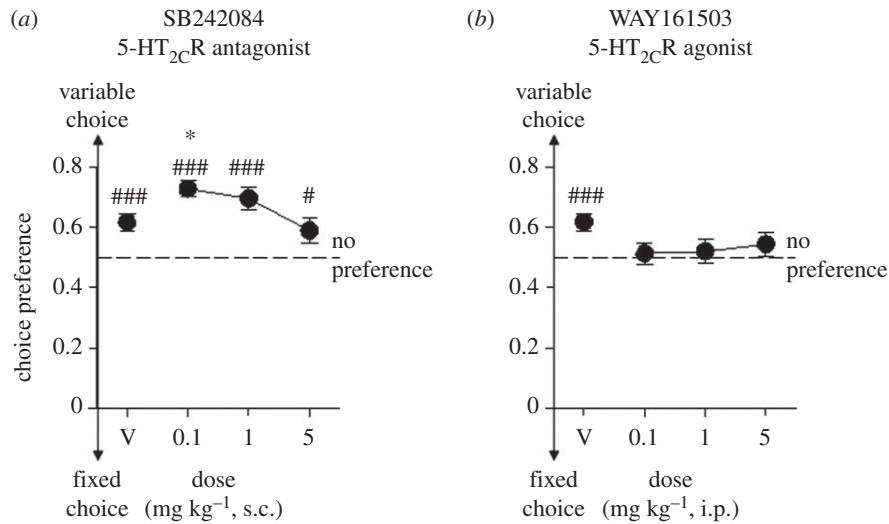 (a)
SB242084
5-HT2CR antagonist
variable
choice
*
### ### ### #
0.8
0.6
0.4
0.2
0
no
preference
choice preference
V 0.1 1 5
fixed
choice
dose
(mg kg–1, s.c.)
(b)
WAY161503
5-HT2CR agonist
variable
choice
###
0.8
0.6
0.4
0.2
0
no
preference
V 0.1 1 5
fixed
choice
dose
(mg kg–1, i.p.)